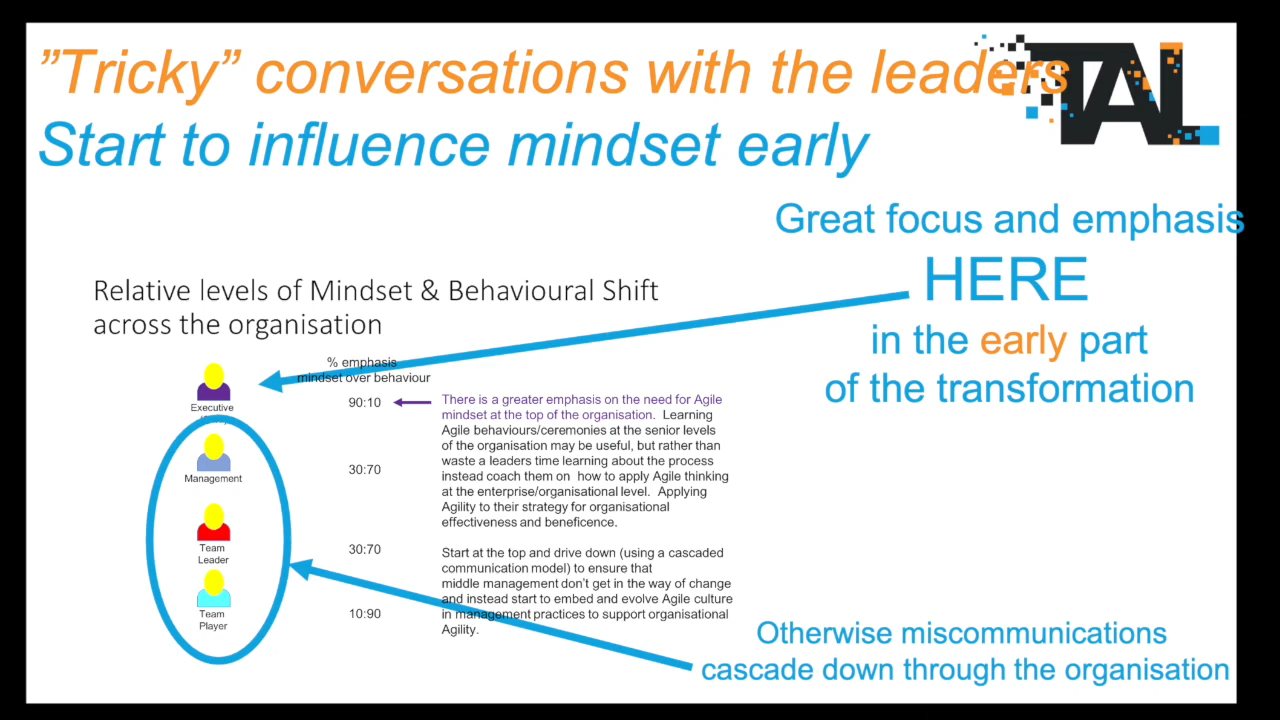 ”Tricky” conversations with the leaders
TAL
Start to influence mindset early
Great focus and emphasis
HERE
in the early part
of the transformation
Relative levels of Mindset & Behavioural Shift
across the organisation
% emphasis
mindset over behaviour
Executive
90:10
There is a greater emphasis on the need for Agile
mindset at the top of the organisation. Learning
Agile behaviours/ceremonies at the senior levels
of the organisation may be useful, but rather than
waste a leaders time learning about the process
instead coach them on how to apply Agile thinking
at the enterprise/organisational level. Applying
Agility to their strategy for organisational
effectiveness and beneficence.
Management
30:70
Team
Leader
30:70
Start at the top and drive down (using a cascaded
communication model) to ensure that
middle management don’t get in the way of change
and instead start to embed and evolve Agile culture
in management practices to support organisational
Agility.
Team
Player
10:90
Otherwise miscommunications
cascade down through the organisation